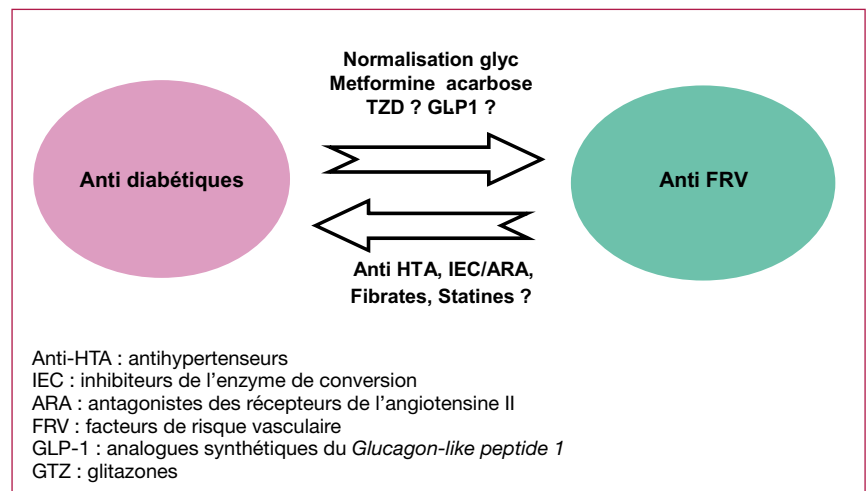 Normalisation glyc
Metformine acarbose
TZD ? GLP1 ?
Anti diabétiques
Anti FRV
Anti HTA, IEC/ARA,
Fibrates, Statines ?
Anti-HTA : antihypertenseurs
IEC : inhibiteurs de l'enzyme de conversion
ARA : antagonistes des récepteurs de l'angiotensine II
FRV : facteurs de risque vasculaire
GLP-1 : analogues synthétiques du Glucagon-like peptide 1
GTZ : glitazones